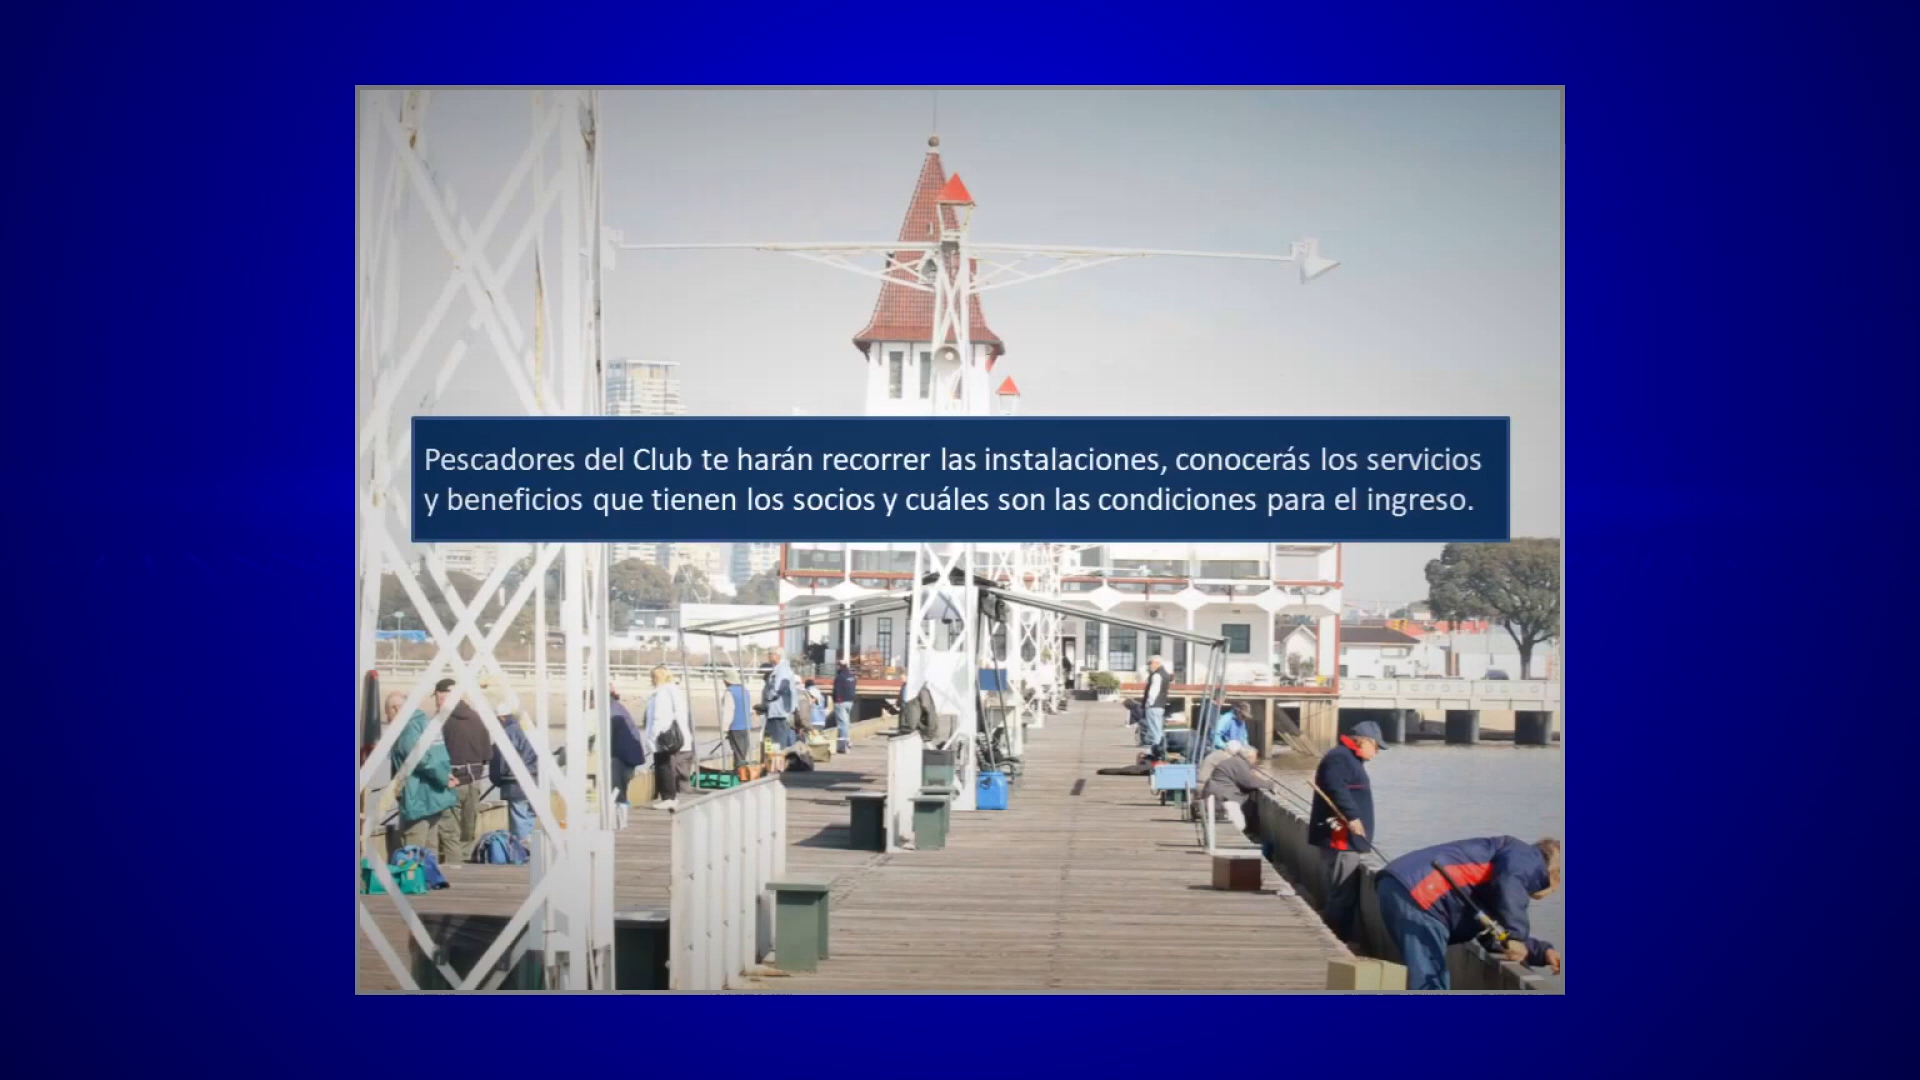 Pescadores del Club te harán recorrer las instalaciones, conocerás los servicios
y beneficios que tienen los socios y cuáles son las condiciones para el ingreso.